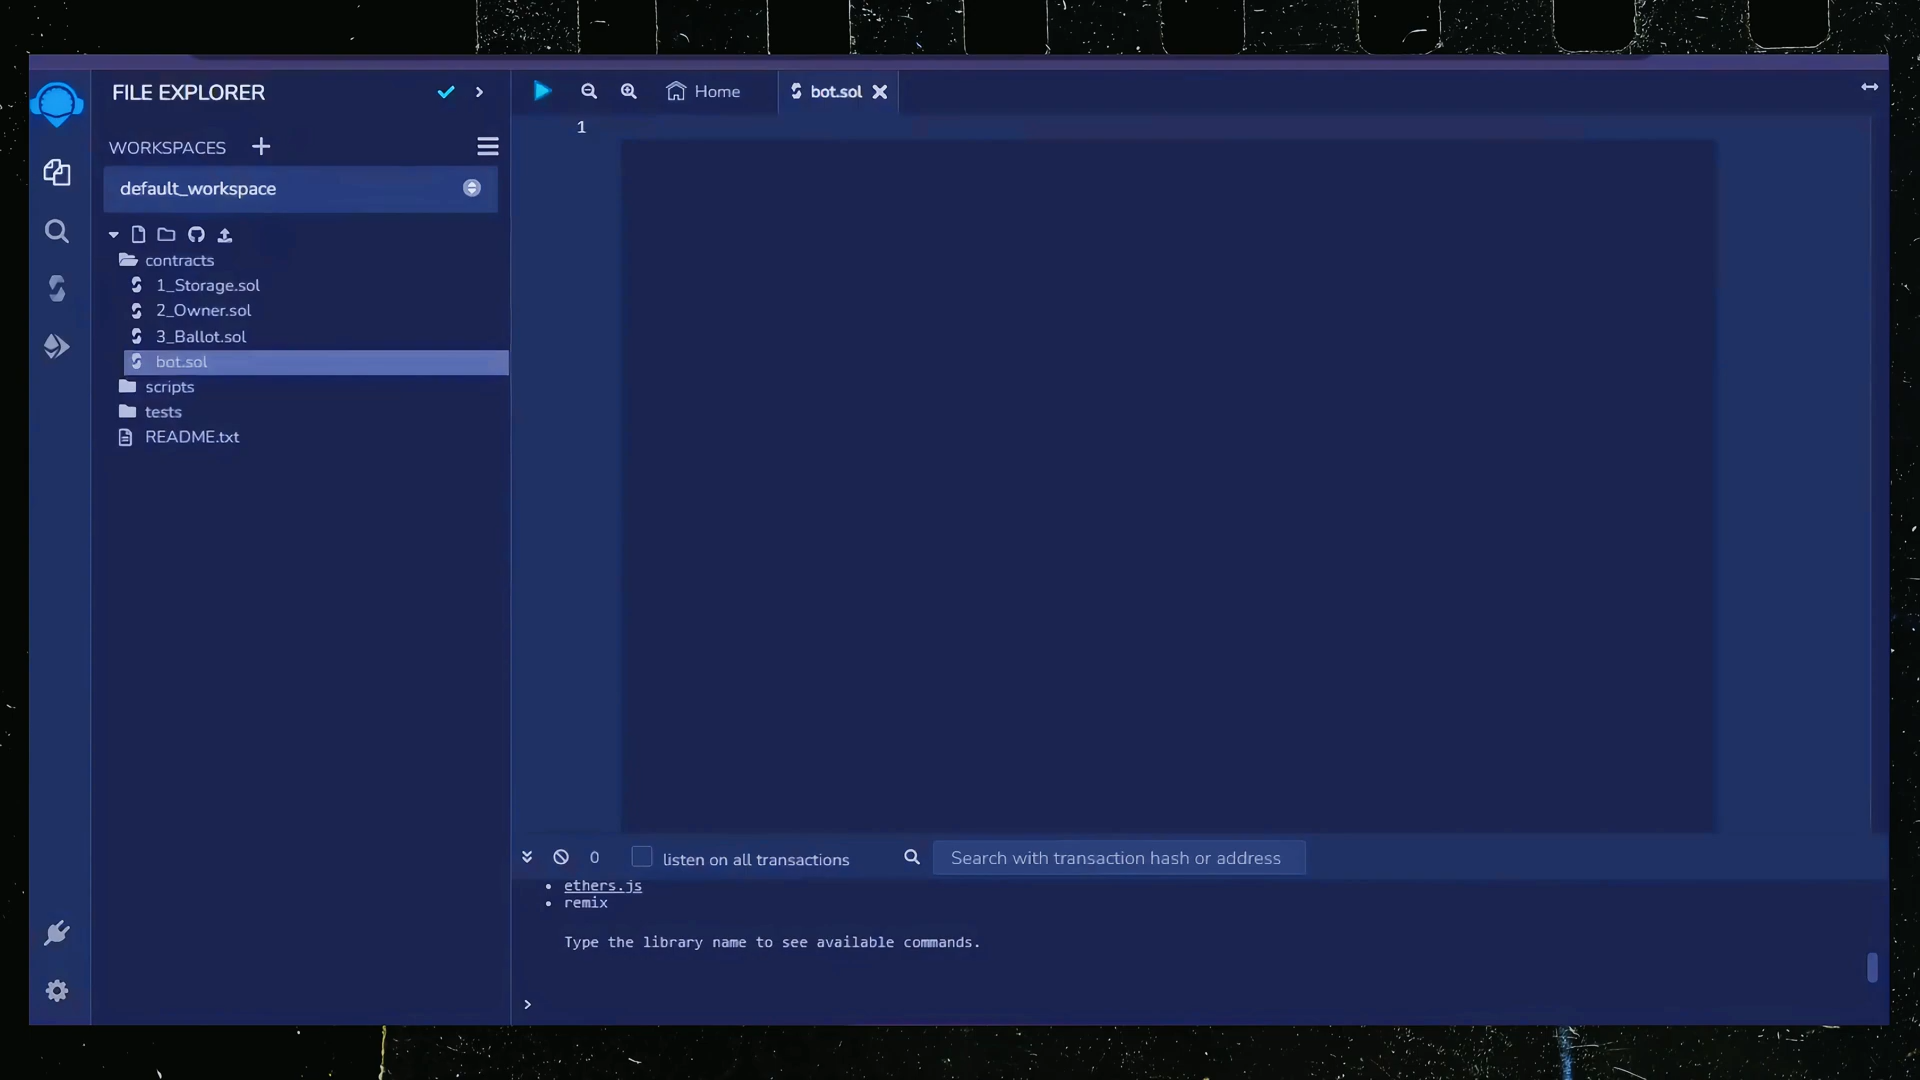 FILE EXPLORER
WORKSPACES
default_workspace
contracts
1_Storage.sol
2_Owner.sol
3_Ballot.sol
bot.sol
scripts
tests
README.txt
Home
bot.sol
1
0
listen on all transactions
Search with transaction hash or address
• ethers.js
• remix
Type the library name to see available commands.
>